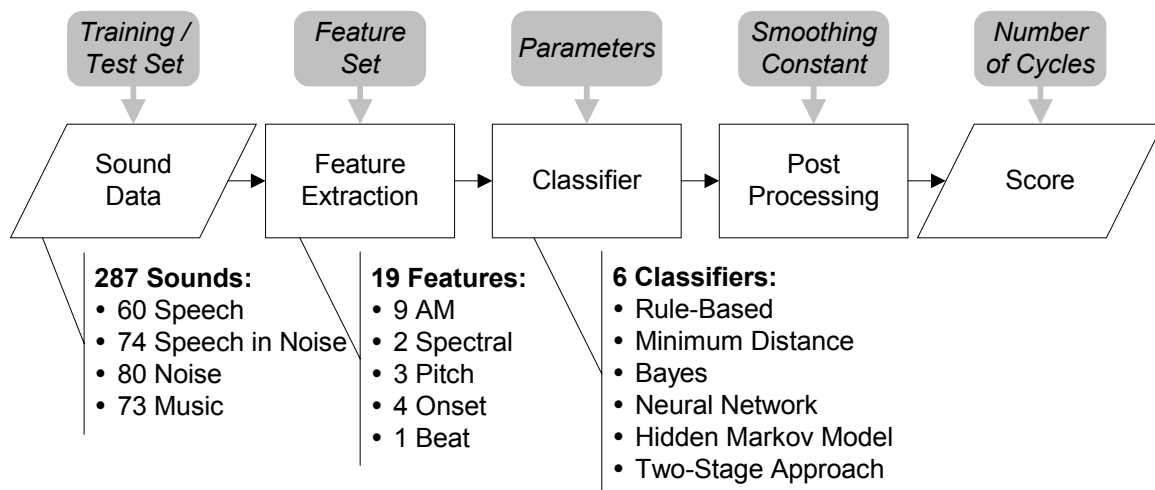 Training /
Test Set
Feature
Set
Parameters
Smoothing
Constant
Number
of Cycles
Sound
Data
Feature
Extraction
Classifier
Post
Processing
Score
287 Sounds:
• 60 Speech
• 74 Speech in Noise
• 80 Noise
• 73 Music
19 Features:
• 9 AM
• 2 Spectral
• 3 Pitch
• 4 Onset
• 1 Beat
6 Classifiers:
• Rule-Based
• Minimum Distance
• Bayes
• Neural Network
• Hidden Markov Model
• Two-Stage Approach